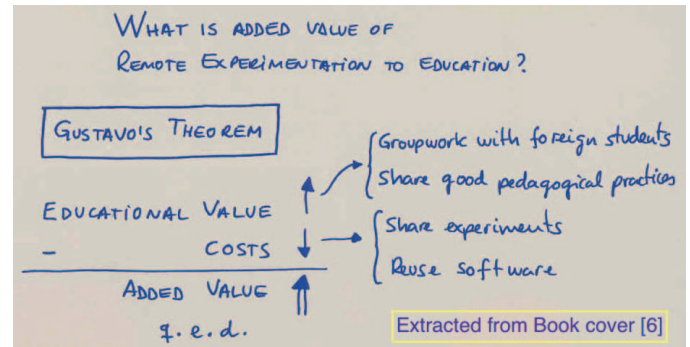 WHAT IS ADDED VALUE OF
REMOTE EXPERIMENTATION TO EDUCATION?
GUSTAVO'S THEOREM
EDUCATIONAL VALUE
- COSTS
ADDED VALUE
q.e.d.
Groupwork with foreign students
Share good pedagogical practices
Share experiments
Reuse software
Extracted from Book cover [6]